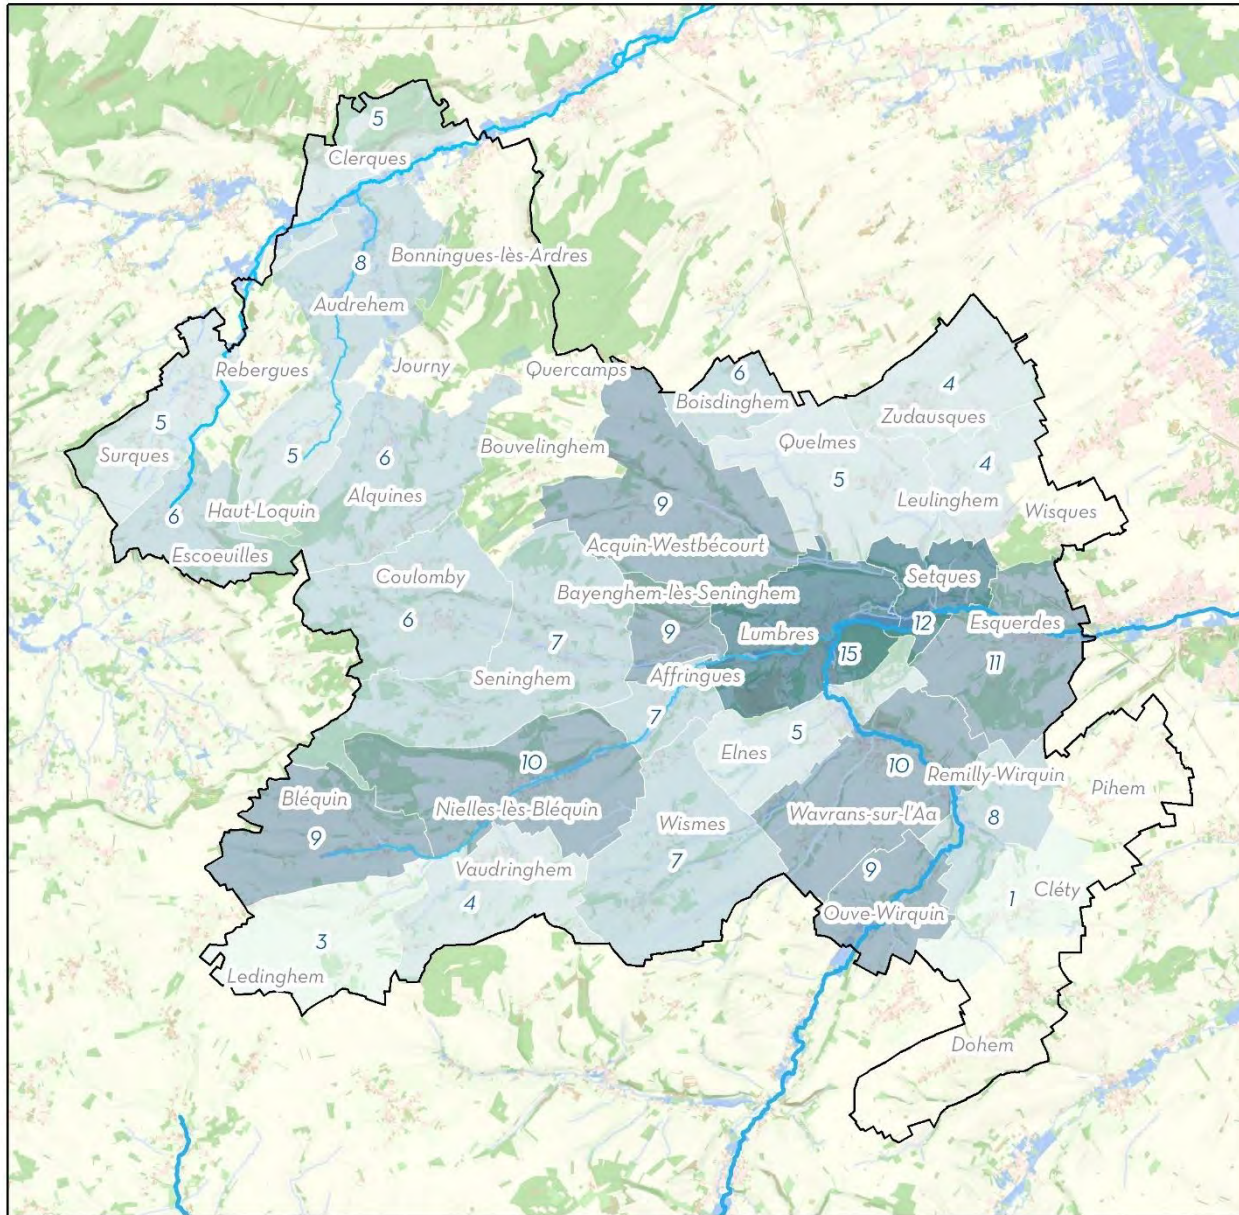 5
Clerques
Bonningues-lès-Ardres
8
Audrehem
Rebergues
Journy
Quercamps
6
Boisdinghem
4
Zudausques
5
Surques
5
6
Bouvelinghem
Quelmes
5
4
Leulinghem
Alquines
Haut-Loquin
6
Escoeuilles
9
Wisques
Acquin-Westbécourt
Coulomby
6
Bayenghem-lès-Seninghem
Setques
12
Esquerdes
7
9
Lumbres
15
11
Seninghem
Affringues
7
5
Elnes
10
10
Remilly-Wirquin
Pihem
Bléquin
9
Nielles-lès-Bléquin
Wismes
7
Wavrans-sur-l'Aa
8
Vaudringhem
4
9
Ouve-Wirquin
1
Cléty
3
Ledinghem
Dohem